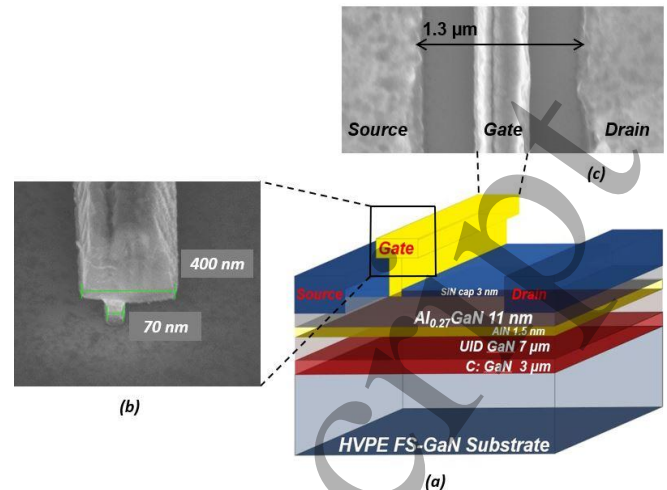 1.3 μm
Source Gate Drain
(c)
400 nm
70 nm
(b)
Gate
Source
SiN cap 3 nm
Drain
Al0.27GaN 11 nm
AlN 1.5 nm
UID GaN 7 μm
C: GaN 3 μm
HVPE FS-GaN Substrate
(a)
cript